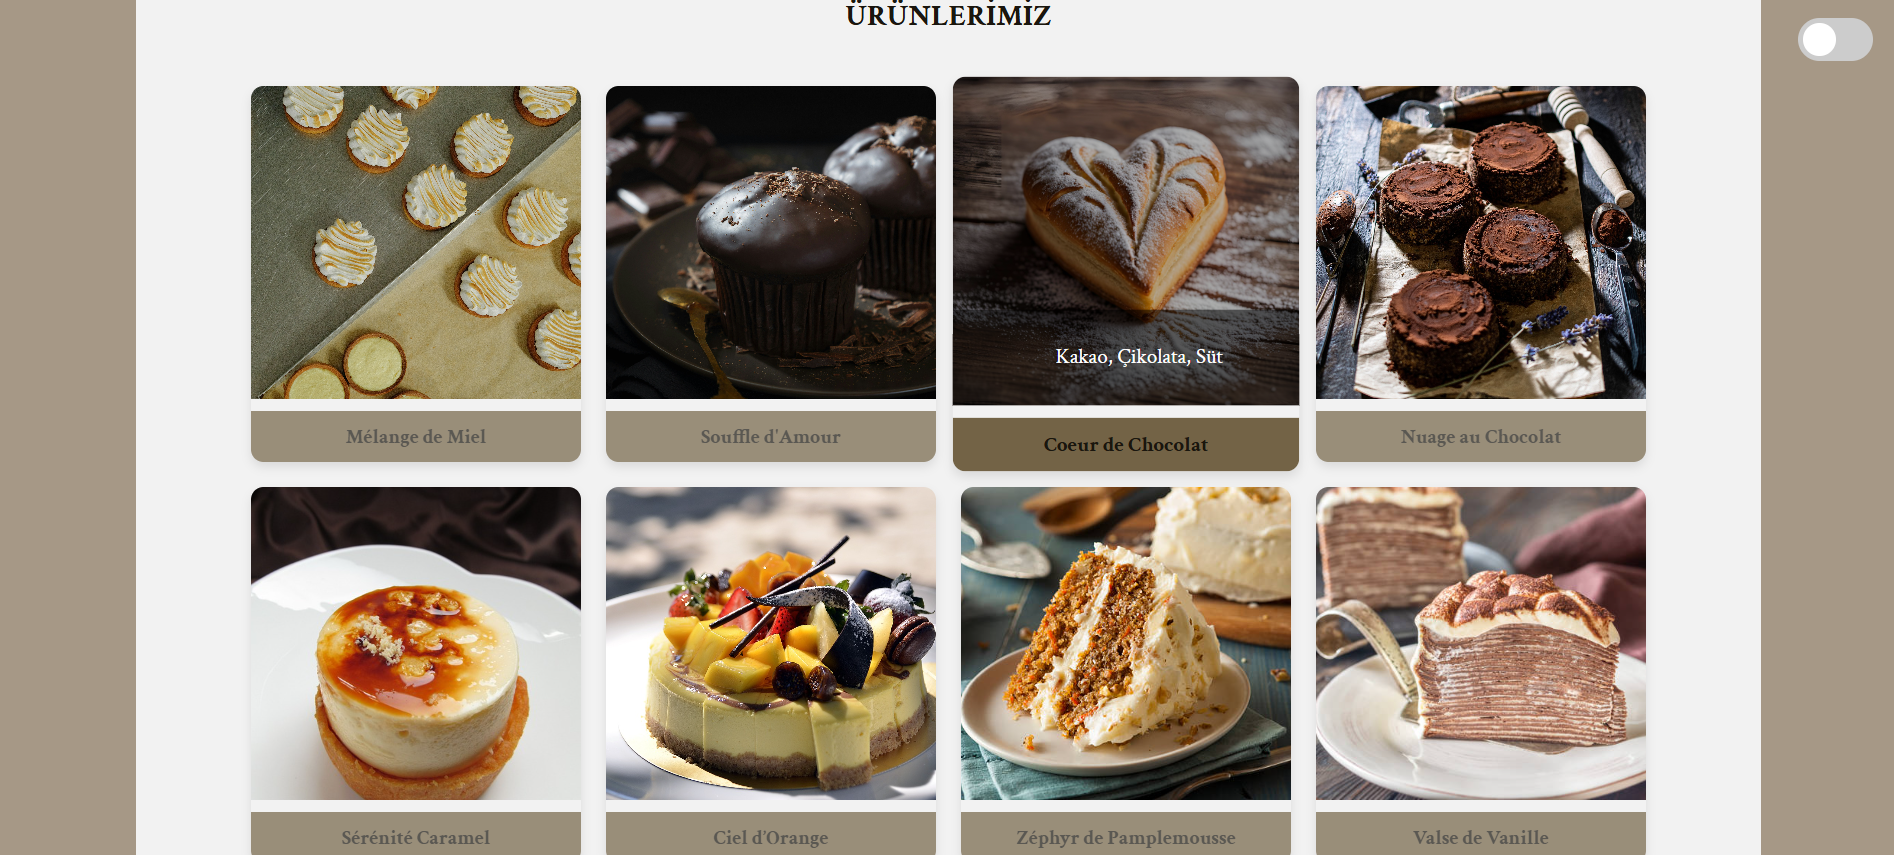 ÜRÜNLERİMİZ
Kakao, Çikolata, Süt
Mélange de Miel
Souffle d'Amour
Coeur de Chocolat
Nuage au Chocolat
Sérénité Caramel
Ciel d'Orange
Zéphyr de Pamplemousse
Valse de Vanille